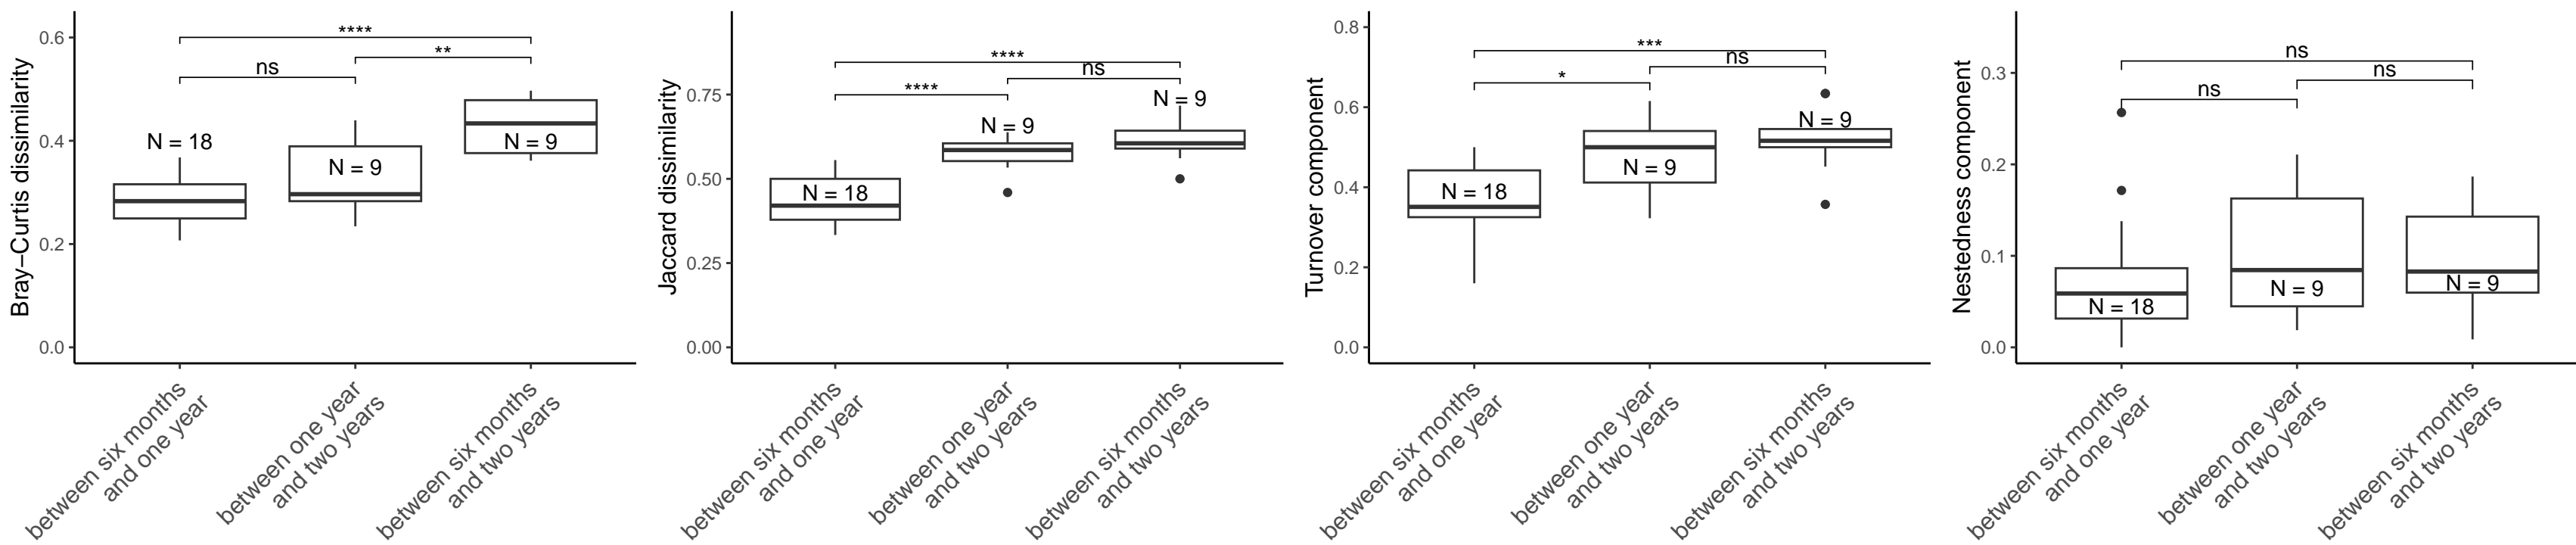 Bray−Curtis dissimilarity
0.6
0.4
0.2
0.0
****
**
ns
N = 18
N = 9
N = 9
between six months
and one year
between one year
and two years
between six months
and two years
Jaccard dissimilarity
0.75
0.50
0.25
0.00
****
ns
****
N = 18
N = 9
N = 9
between six months
and one year
between one year
and two years
between six months
and two years
Turnover component
0.8
0.6
0.4
0.2
0.0
***
ns
*
N = 18
N = 9
N = 9
between six months
and one year
between one year
and two years
between six months
and two years
Nestedness component
0.3
0.2
0.1
0.0
ns
ns
ns
N = 18
N = 9
N = 9
between six months
and one year
between one year
and two years
between six months
and two years